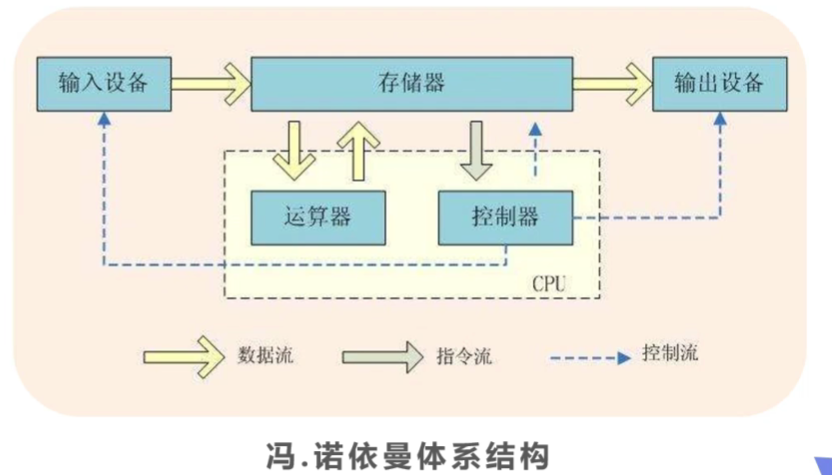 输入设备
存储器
输出设备
运算器
控制器
CPU
数据流
指令流
控制流
冯.诺依曼体系结构